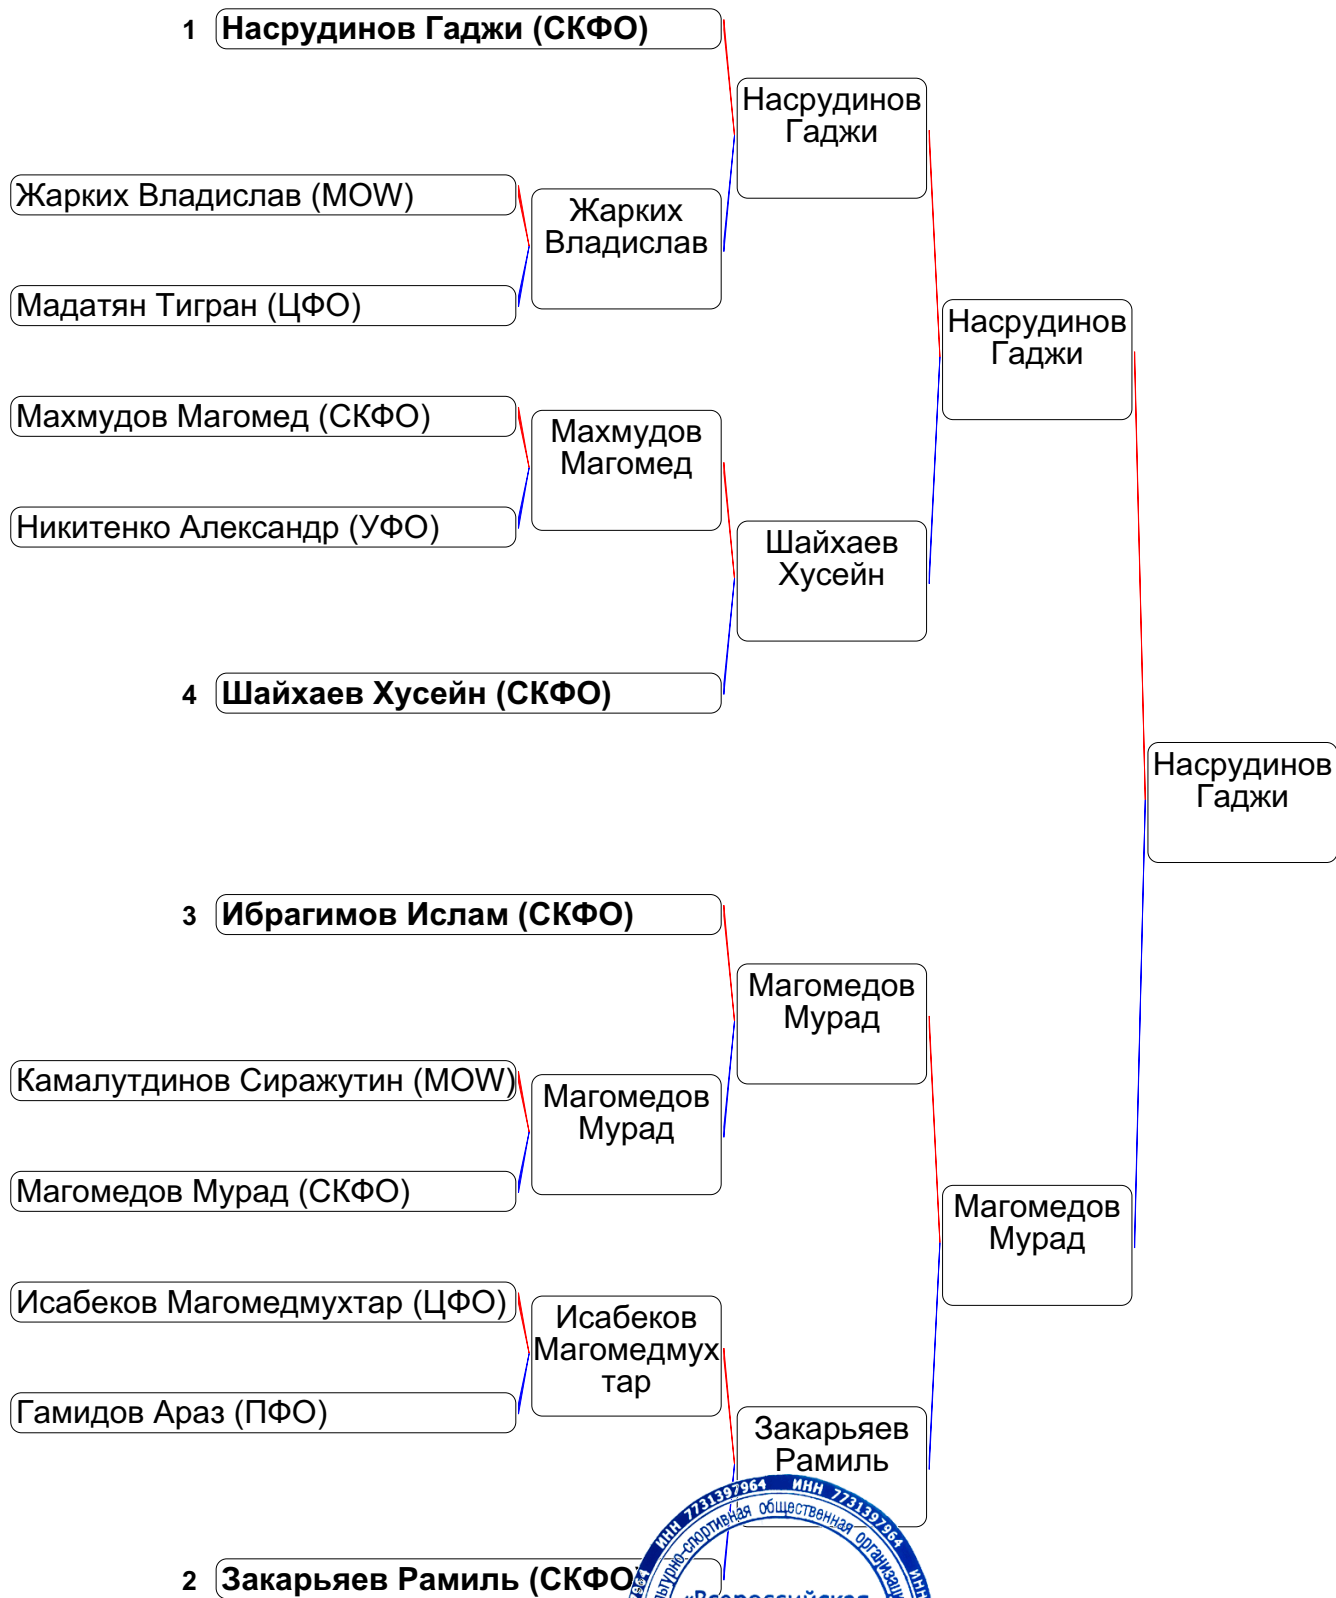 1 Насрудинов Гаджи (СКФО)
Насрудинов
Гаджи
Жарких Владислав (MOW)
Жарких
Владислав
Мадатян Тигран (ЦФО)
Насрудинов
Гаджи
Махмудов Магомед (СКФО)
Махмудов
Магомед
Никитенко Александр (УФО)
Шайхаев
Хусейн
4 Шайхаев Хусейн (СКФО)
Насрудинов
Гаджи
3 Ибрагимов Ислам (СКФО)
Магомедов
Мурад
Камалутдинов Сиражутин (MOW)
Магомедов
Мурад
Магомедов Мурад (СКФО)
Магомедов
Мурад
Исабеков Магомедмухтар (ЦФО)
Исабеков
Магомедмух
тар
Гамидов Араз (ПФО)
Закарьяев
Рамиль
2 Закарьяев Рамиль (СКФО
ИНН 7731397964 ИНН 7731397964
общественная
«Всероссийская